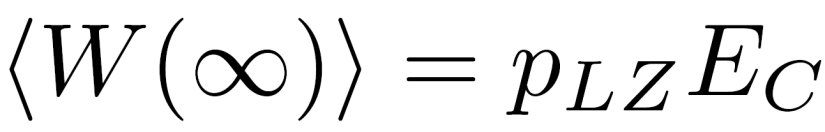 ⟨W(∞)⟩ = p_{LZ}E_C